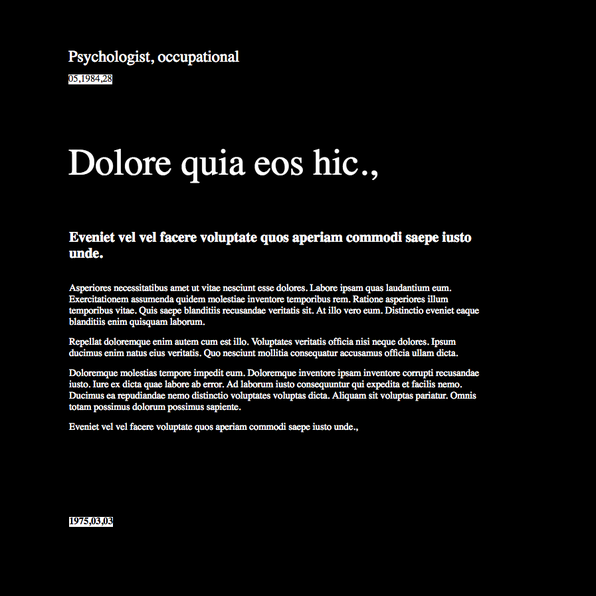 Psychologist, occupational
05,1984,28
Dolore quia eos hic.,
Eveniet vel vel facere voluptate quos aperiam commodi saepe iusto
unde.
Asperiores necessitatibus amet ut vitae nesciunt esse dolores. Labore ipsam quas laudantium eum.
Exercitationem assumenda quidem molestiae inventore temporibus rem. Ratione asperiores illum
temporibus vitae. Quis saepe blanditiis recusandae veritatis sit. At illo vero eum. Distinctio eveniet eaque
blanditiis enim quisquam laborum.
Repellat doloremque enim autem cum est illo. Voluptates veritatis officia nisi neque dolores. Ipsum
ducimus enim natus eius veritatis. Quo nesciunt mollitia consequatur accusamus officia ullam dicta.
Doloremque molestias tempore impedit eum. Doloremque inventore ipsam inventore corrupti recusandae
iusto. Iure ex dicta quae labore ab error. Ad laborum iusto consequuntur qui expedita et facilis nemo.
Ducimus ea repudiandae nemo distinctio voluptates voluptas dicta. Aliquam sit voluptas pariatur. Omnis
totam possimus dolorum possimus sapiente.
Eveniet vel vel facere voluptate quos aperiam commodi saepe iusto unde.,
1975,03,03